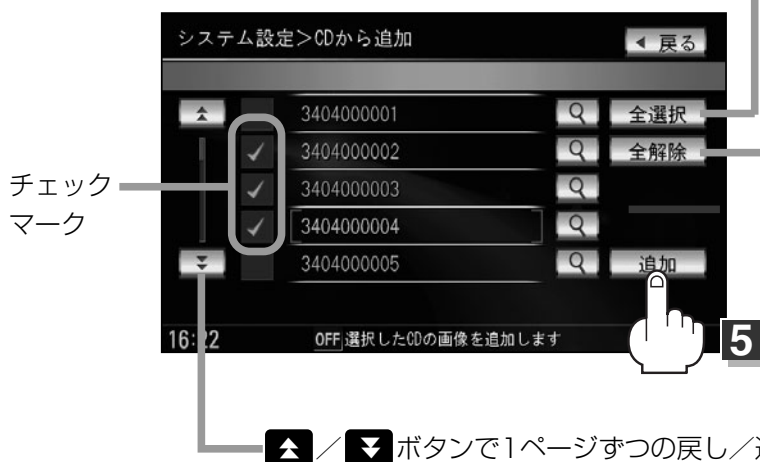 システム設定＞CDから追加
戻る
3404000001
全選択
3404000002
全解除
3404000003
3404000004
3404000005
追加
チェック
マーク
16:22
OFF 選択したCDの画像を追加します
5
／ ボタンで1ページずつの戻し／